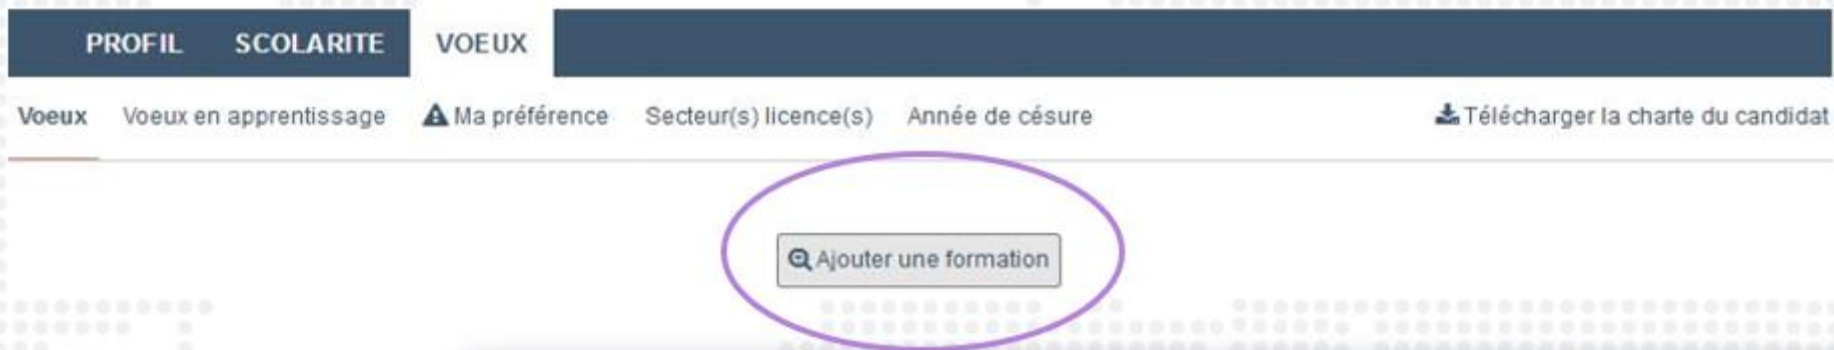 PROFIL SCOLARITE VOEUX
Voeux Voeux en apprentissage Ma préférence Secteur(s) licence(s) Année de césure Télécharger la charte du candidat
Ajouter une formation